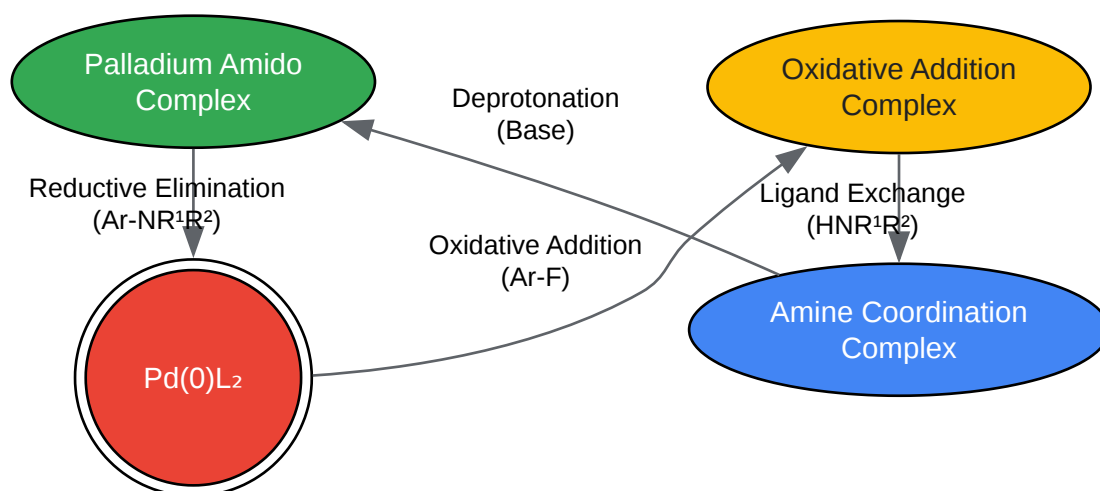 Palladium Amido
Complex
Oxidative Addition
Complex
Deprotonation
(Base)
Reductive Elimination
(Ar-NR¹R²)
Ligand Exchange
(HNR¹R²)
Oxidative Addition
(Ar-F)
Amine Coordination
Complex
Pd(0)L₂